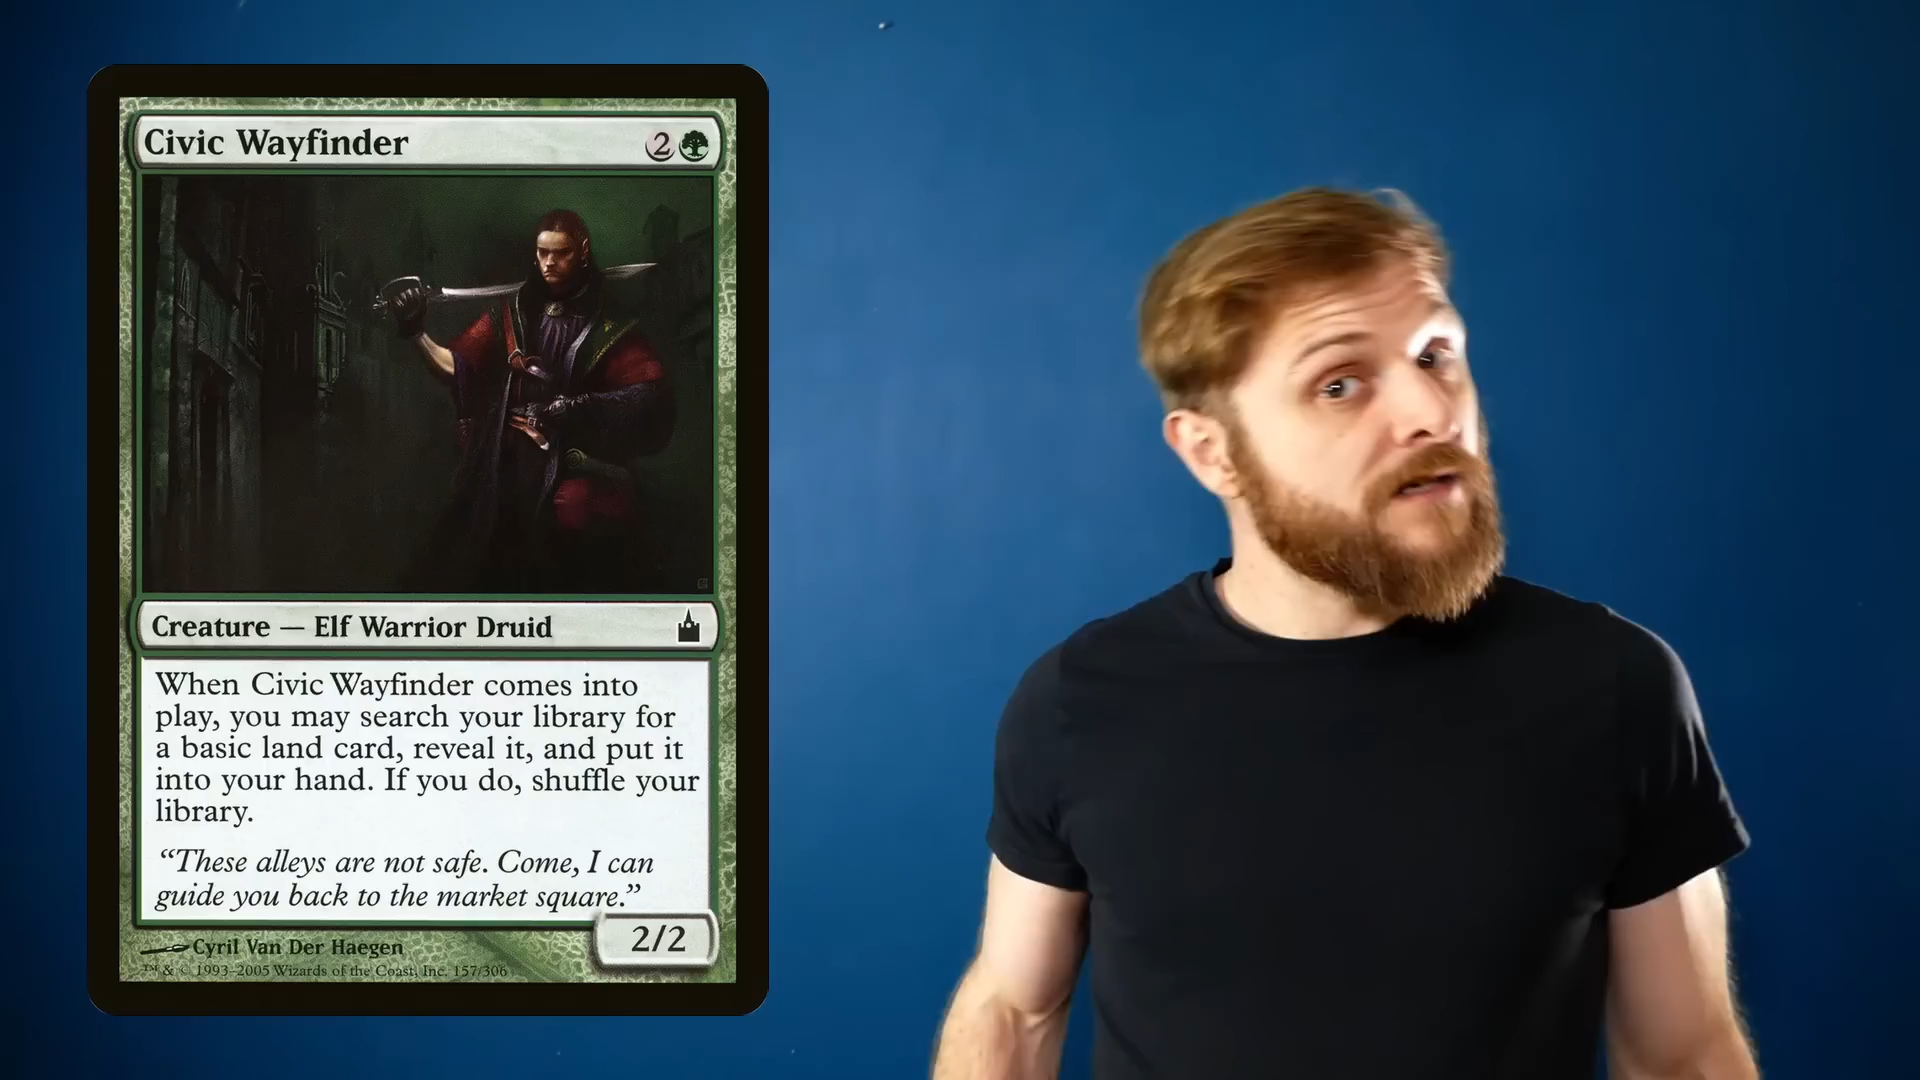 Civic Wayfinder 2
Creature — Elf Warrior Druid
When Civic Wayfinder comes into
play, you may search your library for
a basic land card, reveal it, and put it
into your hand. If you do, shuffle your
library.
“These alleys are not safe. Come, I can
guide you back to the market square.”
2/2
Cyril Van Der Haegen
™ & © 1993–2005 Wizards of the Coast, Inc. 157/306